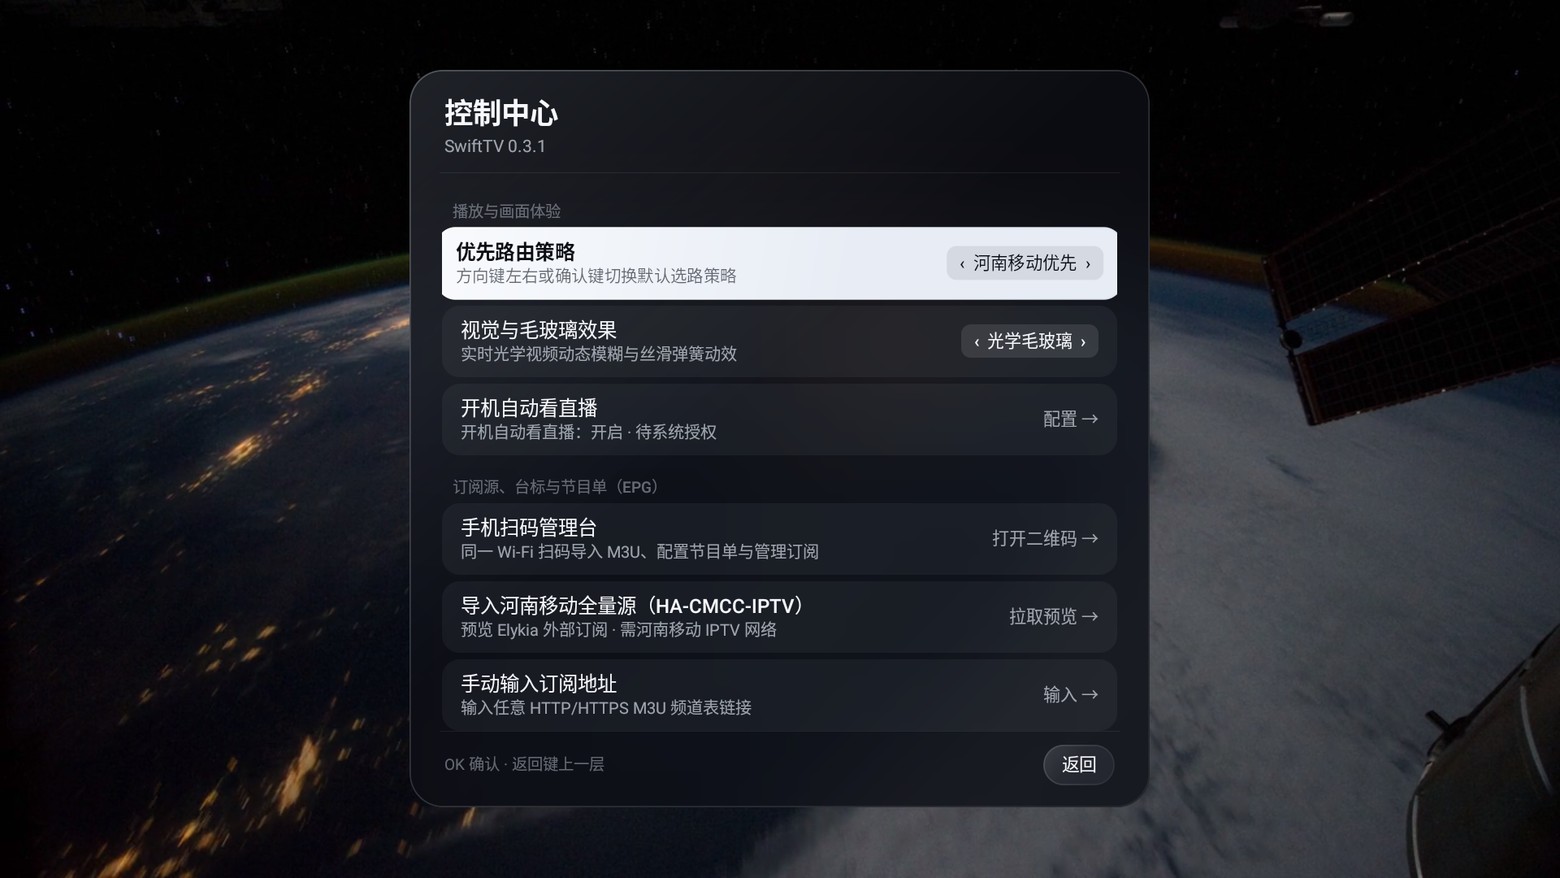 控制中心
SwiftTV 0.3.1
播放与画面体验
优先路由策略
方向键左右或确认键切换默认选路策略
‹ 河南移动优先 ›
视觉与毛玻璃效果
实时光学视频动态模糊与丝滑弹簧动效
‹ 光学毛玻璃 ›
开机自动看直播
开机自动看直播：开启 · 待系统授权
配置 →
订阅源、台标与节目单（EPG）
手机扫码管理台
同一 Wi-Fi 扫码导入 M3U、配置节目单与管理订阅
打开二维码 →
导入河南移动全量源（HA-CMCC-IPTV）
预览 Elykia 外部订阅 · 需河南移动 IPTV 网络
拉取预览 →
手动输入订阅地址
输入任意 HTTP/HTTPS M3U 频道表链接
输入 →
OK 确认 · 返回键上一层
返回